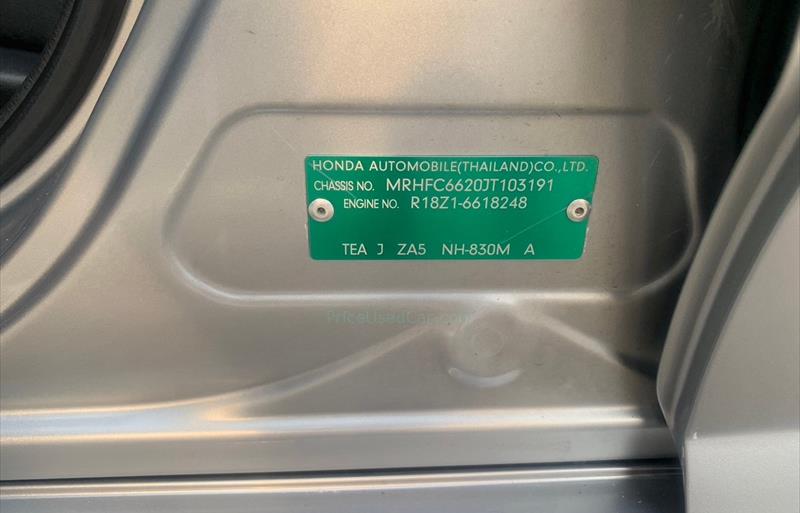 HONDA AUTOMOBILE(THAILAND)CO.,LTD.
CHASSIS NO. MRHFC6620JT103191
ENGINE NO. R18Z1-6618248
TEA J ZA5 NH-830M A
PriceUsedCar.com